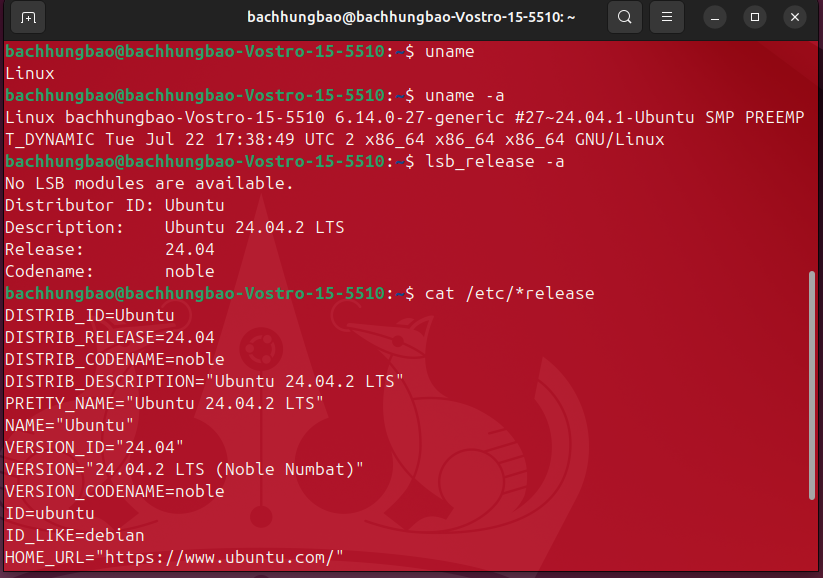 bachhungbao@bachhungbao-Vostro-15-5510: ~
bachhungbao@bachhungbao-Vostro-15-5510:~$ uname
Linux
bachhungbao@bachhungbao-Vostro-15-5510:~$ uname -a
Linux bachhungbao-Vostro-15-5510 6.14.0-27-generic #27~24.04.1-Ubuntu SMP PREEMP
T_DYNAMIC Tue Jul 22 17:38:49 UTC 2 x86_64 x86_64 x86_64 GNU/Linux
bachhungbao@bachhungbao-Vostro-15-5510:~$ lsb_release -a
No LSB modules are available.
Distributor ID: Ubuntu
Description:    Ubuntu 24.04.2 LTS
Release:        24.04
Codename:       noble
bachhungbao@bachhungbao-Vostro-15-5510:~$ cat /etc/*release
DISTRIB_ID=Ubuntu
DISTRIB_RELEASE=24.04
DISTRIB_CODENAME=noble
DISTRIB_DESCRIPTION="Ubuntu 24.04.2 LTS"
PRETTY_NAME="Ubuntu 24.04.2 LTS"
NAME="Ubuntu"
VERSION_ID="24.04"
VERSION="24.04.2 LTS (Noble Numbat)"
VERSION_CODENAME=noble
ID=ubuntu
ID_LIKE=debian
HOME_URL="https://www.ubuntu.com/"